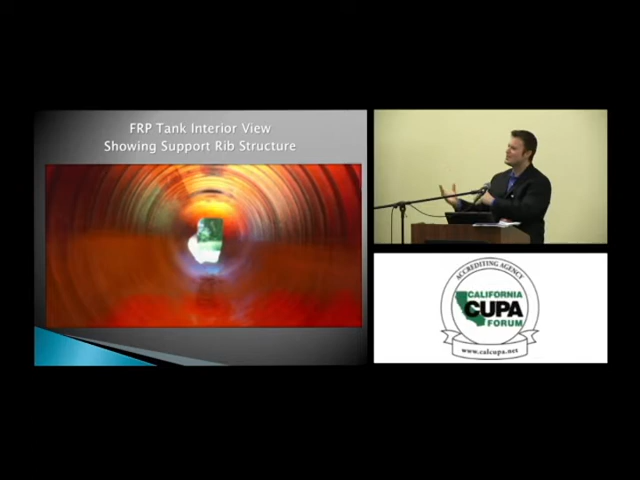 FRP Tank Interior View
Showing Support Rib Structure
ACCREDITING AGENCY
CALIFORNIA
CUPA
FORUM
www.calcupa.net